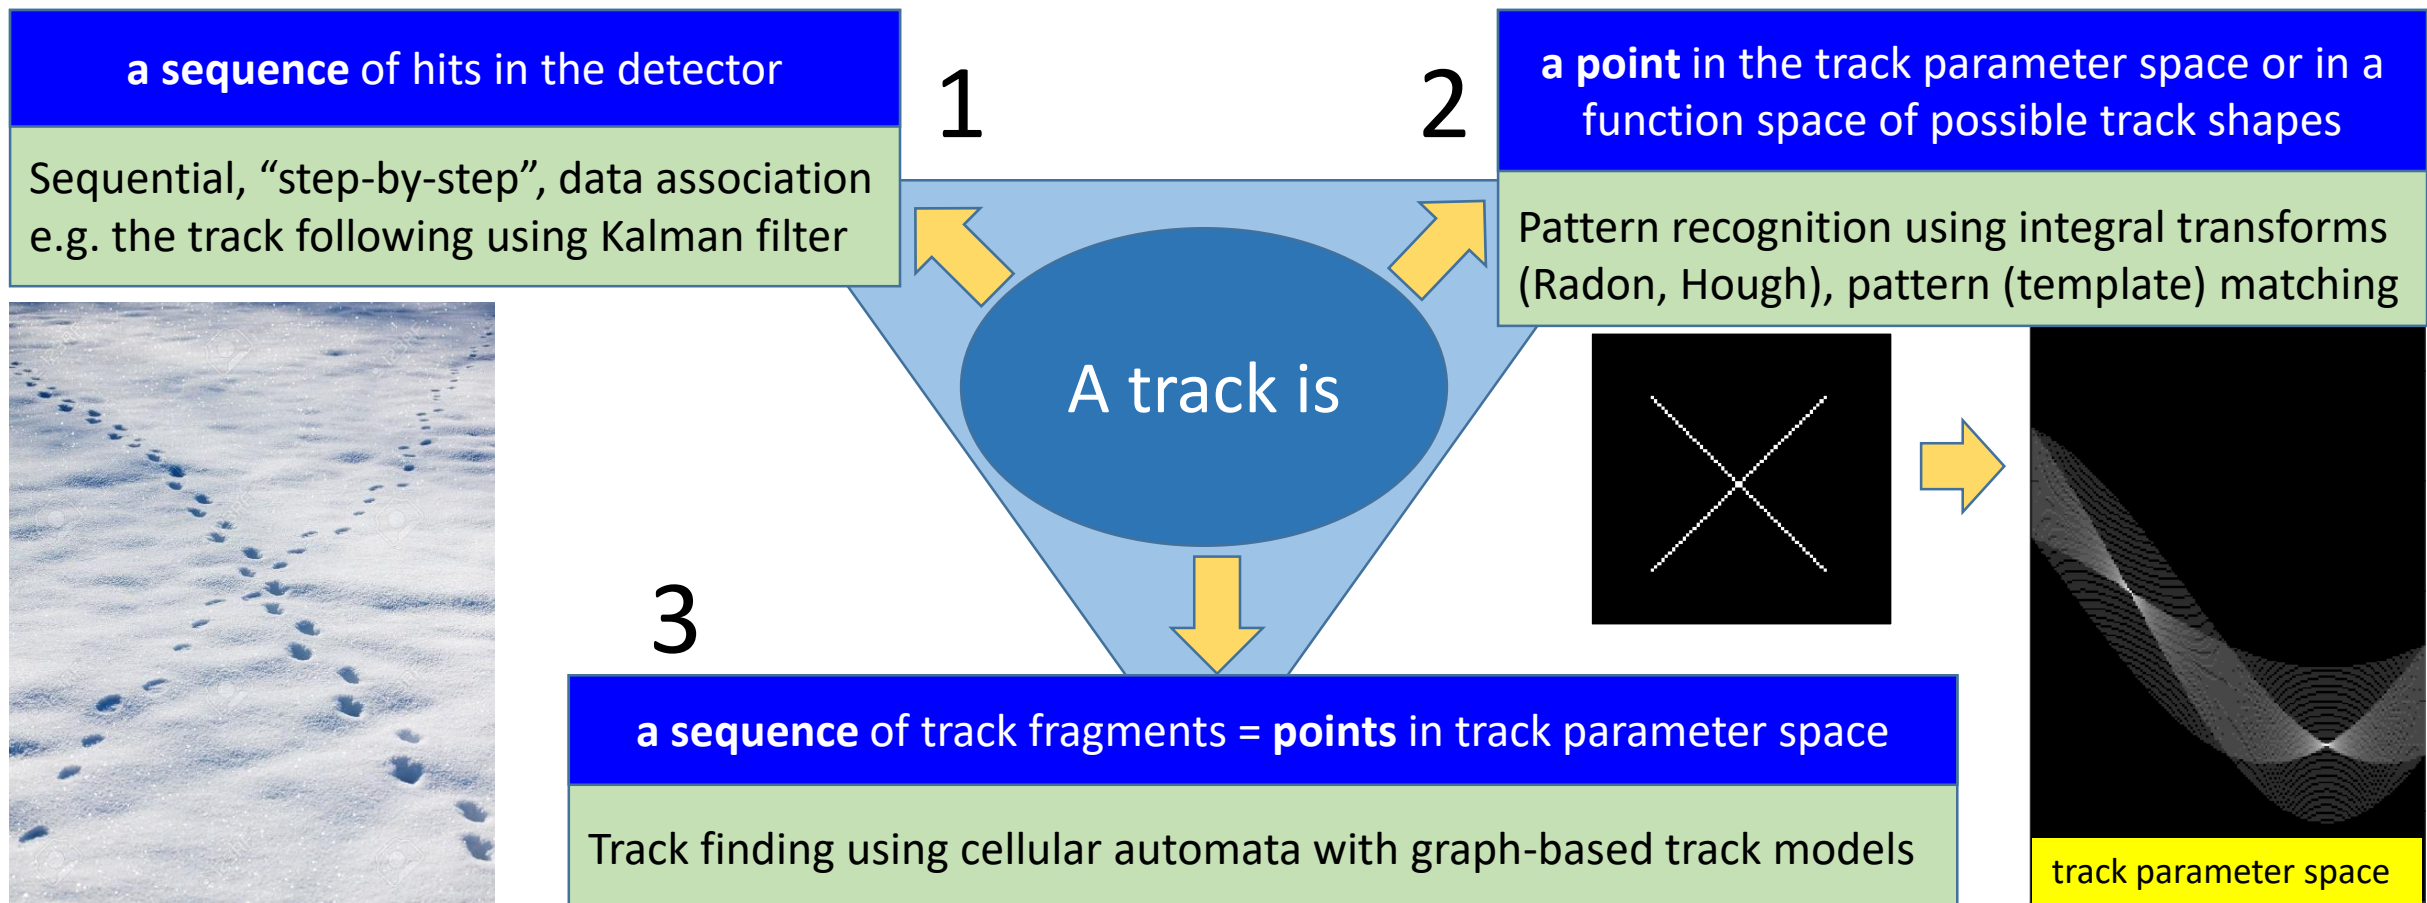 a sequence of hits in the detector
Sequential, “step-by-step”, data association
e.g. the track following using Kalman filter
1
2
a point in the track parameter space or in a
function space of possible track shapes
Pattern recognition using integral transforms
(Radon, Hough), pattern (template) matching
A track is
3
a sequence of track fragments = points in track parameter space
Track finding using cellular automata with graph-based track models
track parameter space